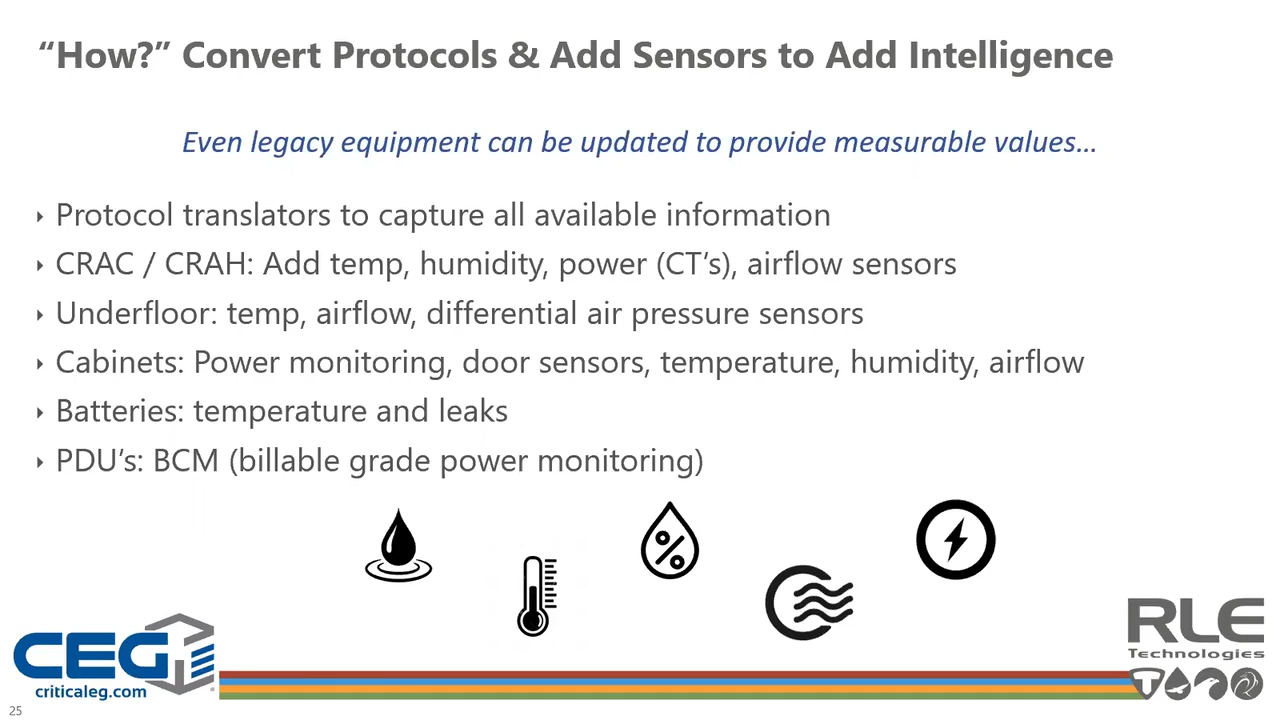 “How?” Convert Protocols & Add Sensors to Add Intelligence
Even legacy equipment can be updated to provide measurable values...
Protocol translators to capture all available information
CRAC / CRAH: Add temp, humidity, power (CT’s), airflow sensors
Underfloor: temp, airflow, differential air pressure sensors
Cabinets: Power monitoring, door sensors, temperature, humidity, airflow
Batteries: temperature and leaks
PDU’s: BCM (billable grade power monitoring)
%
CEG
criticaleg.com
RLE
Technologies
25